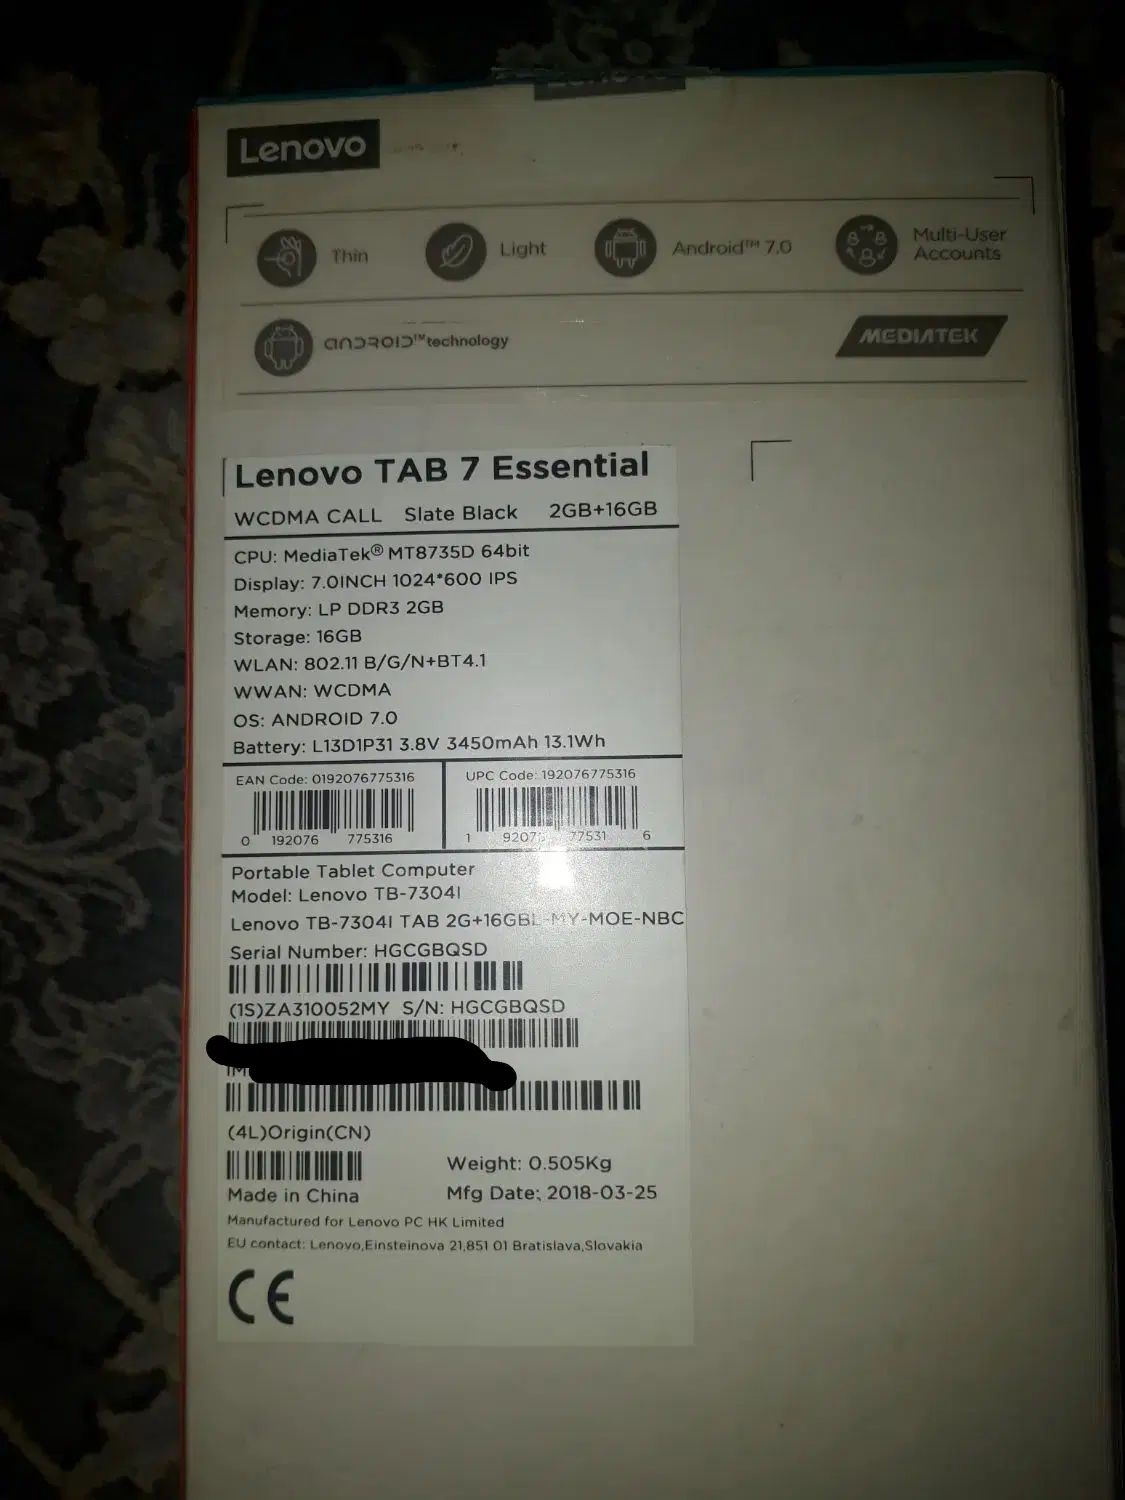 Lenovo
Thin
Light
Android™ 7.0
Multi-User
Accounts
ANDROID™technology
MEDIATEK
Lenovo TAB 7 Essential
WCDMA CALL Slate Black 2GB+16GB
CPU: MediaTek® MT8735D 64bit
Display: 7.0INCH 1024*600 IPS
Memory: LP DDR3 2GB
Storage: 16GB
WLAN: 802.11 B/G/N+BT4.1
WWAN: WCDMA
OS: ANDROID 7.0
Battery: L13D1P31 3.8V 3450mAh 13.1Wh
EAN Code: 0192076775316
0 192076 775316
UPC Code: 192076775316
1 9207 77531 6
Portable Tablet Computer
Model: Lenovo TB-7304I
Lenovo TB-7304I TAB 2G+16GBL-MY-MOE-NBC
Serial Number: HGCGBQSD
(1S)ZA310052MY S/N: HGCGBQSD
(4L)Origin(CN)
Made in China
Weight: 0.505Kg
Mfg Date: 2018-03-25
Manufactured for Lenovo PC HK Limited
EU contact: Lenovo,Einsteinova 21,851 01 Bratislava,Slovakia
CE